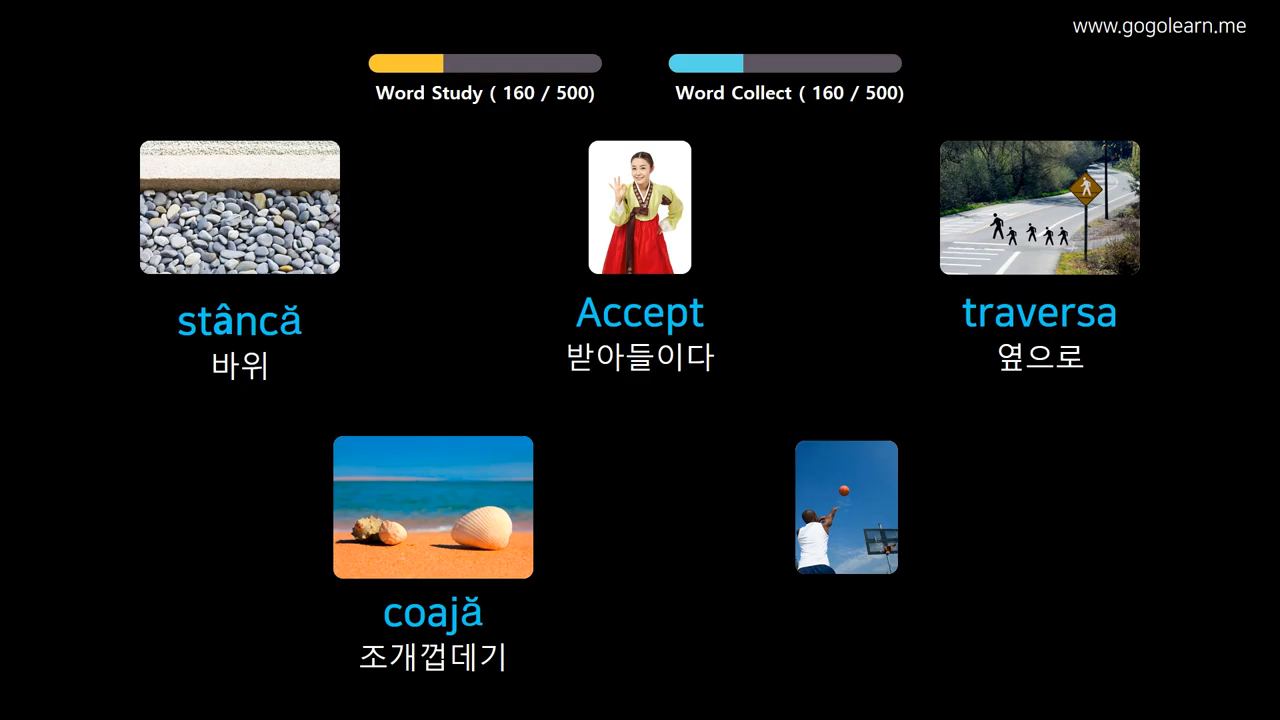 www.gogolearn.me
Word Study ( 160 / 500)
Word Collect ( 160 / 500)
stâncă
바위
Accept
받아들이다
traversa
옆으로
coajă
조개껍데기